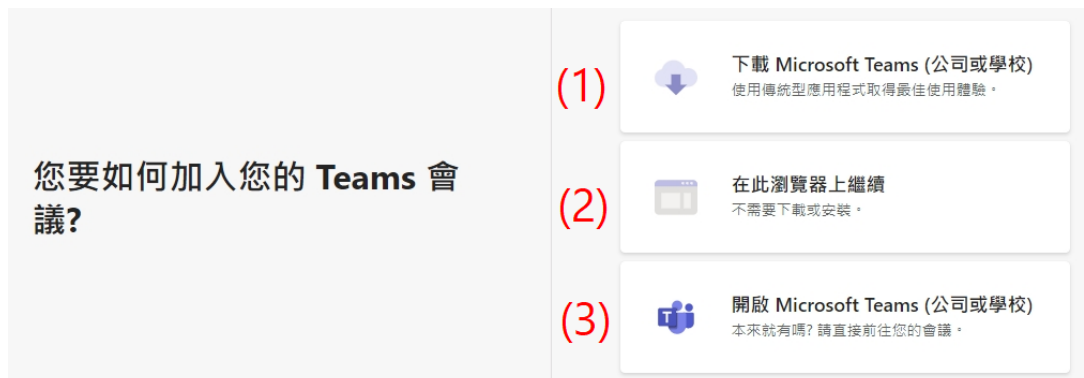 您要如何加入您的 Teams 會
議?
(1)
下載 Microsoft Teams (公司或學校)
使用傳統型應用程式取得最佳使用體驗。
(2)
在此瀏覽器上繼續
不需要下載或安裝。
(3)
開啟 Microsoft Teams (公司或學校)
本來就有嗎? 請直接前往您的會議。